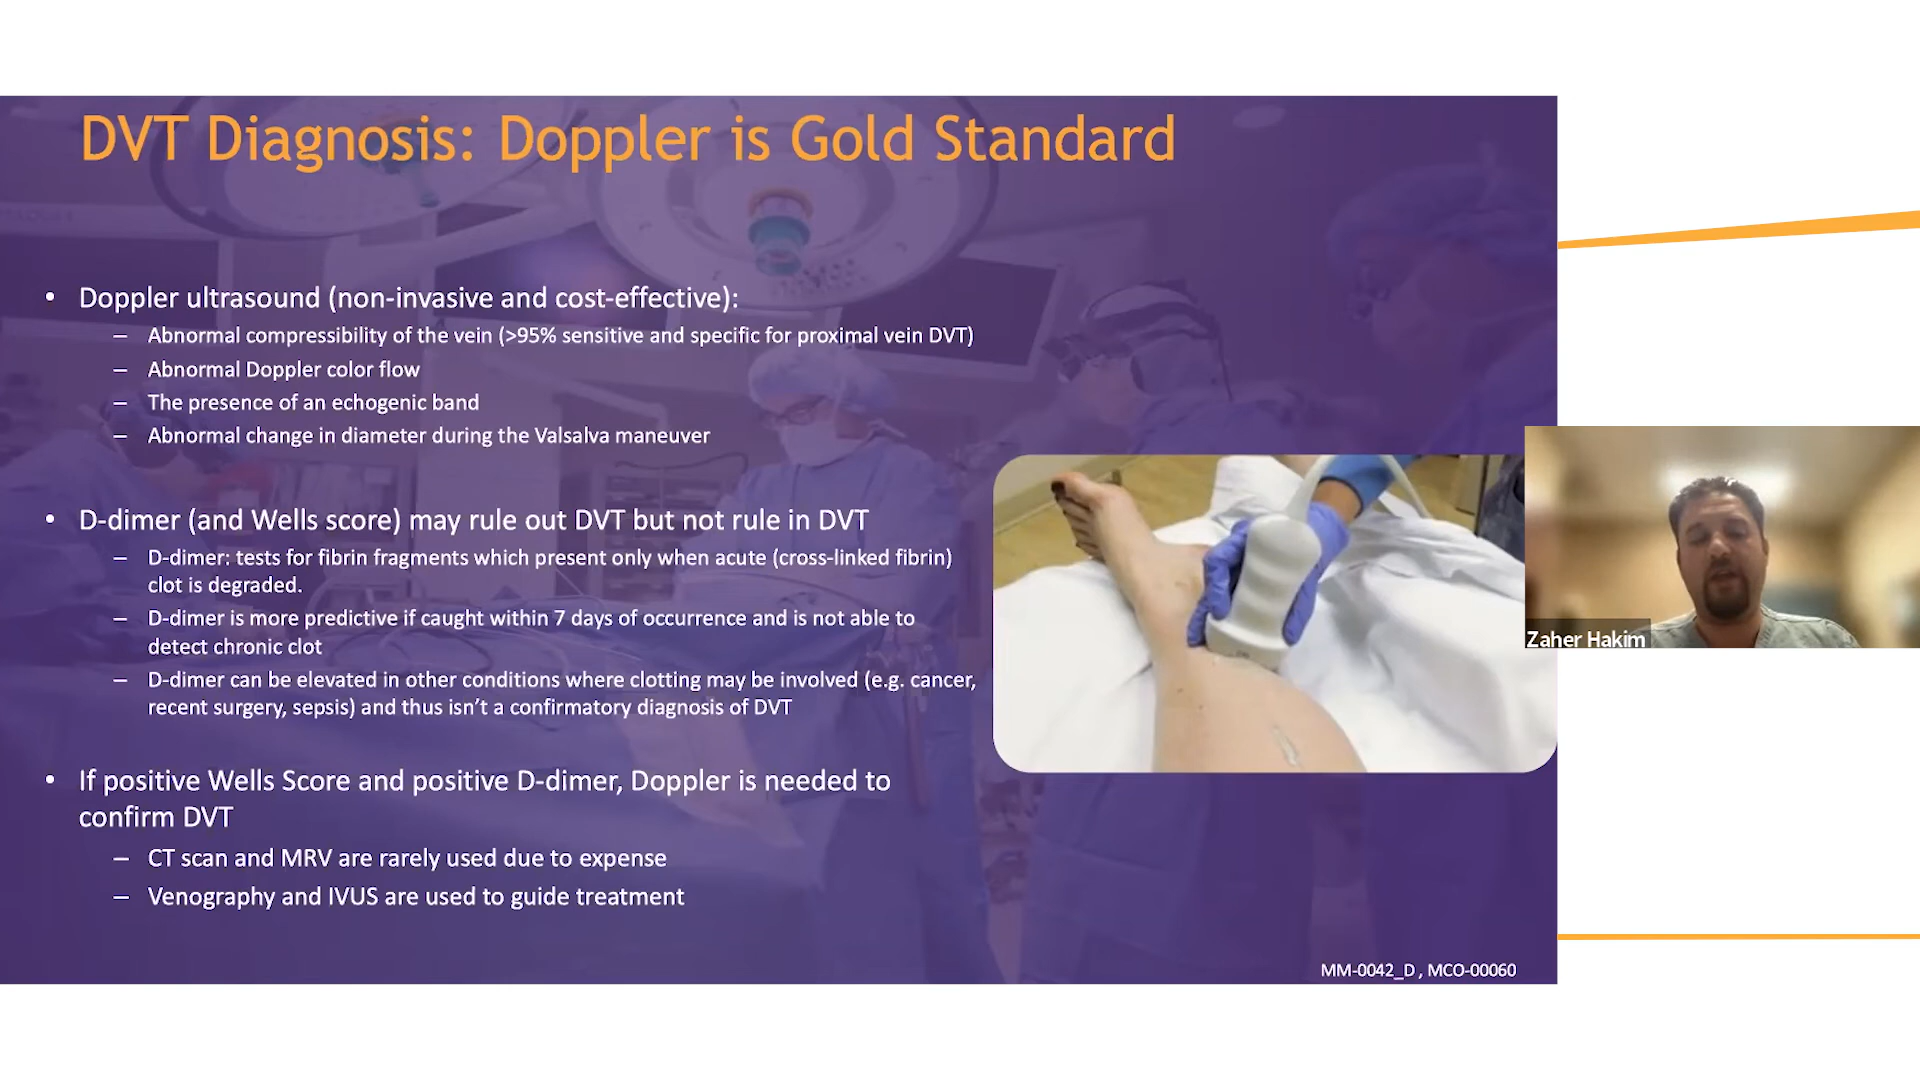 DVT Diagnosis: Doppler is Gold Standard
• Doppler ultrasound (non-invasive and cost-effective):
– Abnormal compressibility of the vein (>95% sensitive and specific for proximal vein DVT)
– Abnormal Doppler color flow
– The presence of an echogenic band
– Abnormal change in diameter during the Valsalva maneuver
• D-dimer (and Wells score) may rule out DVT but not rule in DVT
– D-dimer: tests for fibrin fragments which present only when acute (cross-linked fibrin)
clot is degraded.
– D-dimer is more predictive if caught within 7 days of occurrence and is not able to
detect chronic clot
– D-dimer can be elevated in other conditions where clotting may be involved (e.g. cancer,
recent surgery, sepsis) and thus isn't a confirmatory diagnosis of DVT
• If positive Wells Score and positive D-dimer, Doppler is needed to
confirm DVT
– CT scan and MRV are rarely used due to expense
– Venography and IVUS are used to guide treatment
MM-0042_D , MCO-00060
Zaher Hakim